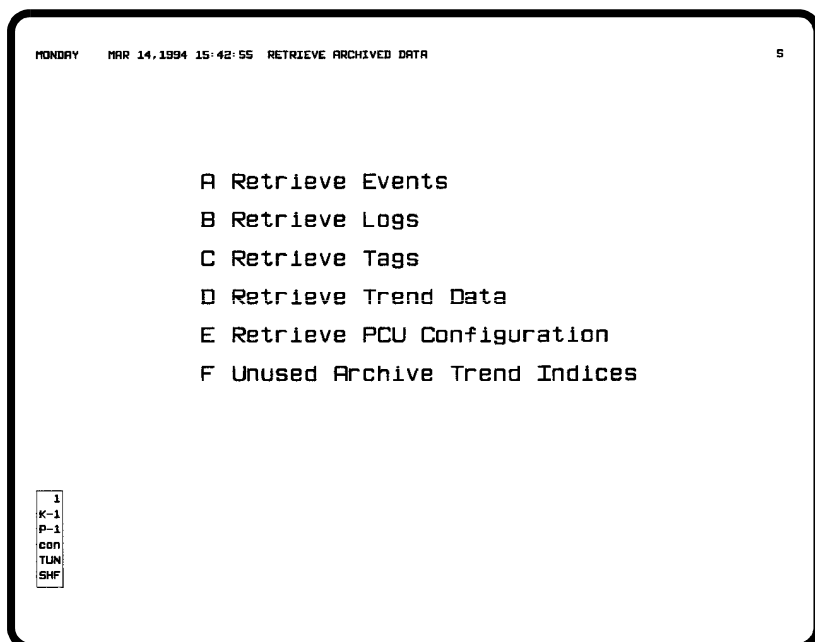 MONDAY MAR 14,1994 15:42:55 RETRIEVE ARCHIVED DATA S
A Retrieve Events
B Retrieve Logs
C Retrieve Tags
D Retrieve Trend Data
E Retrieve PCU Configuration
F Unused Archive Trend Indices
1
K-1
P-1
con
TUN
SHF